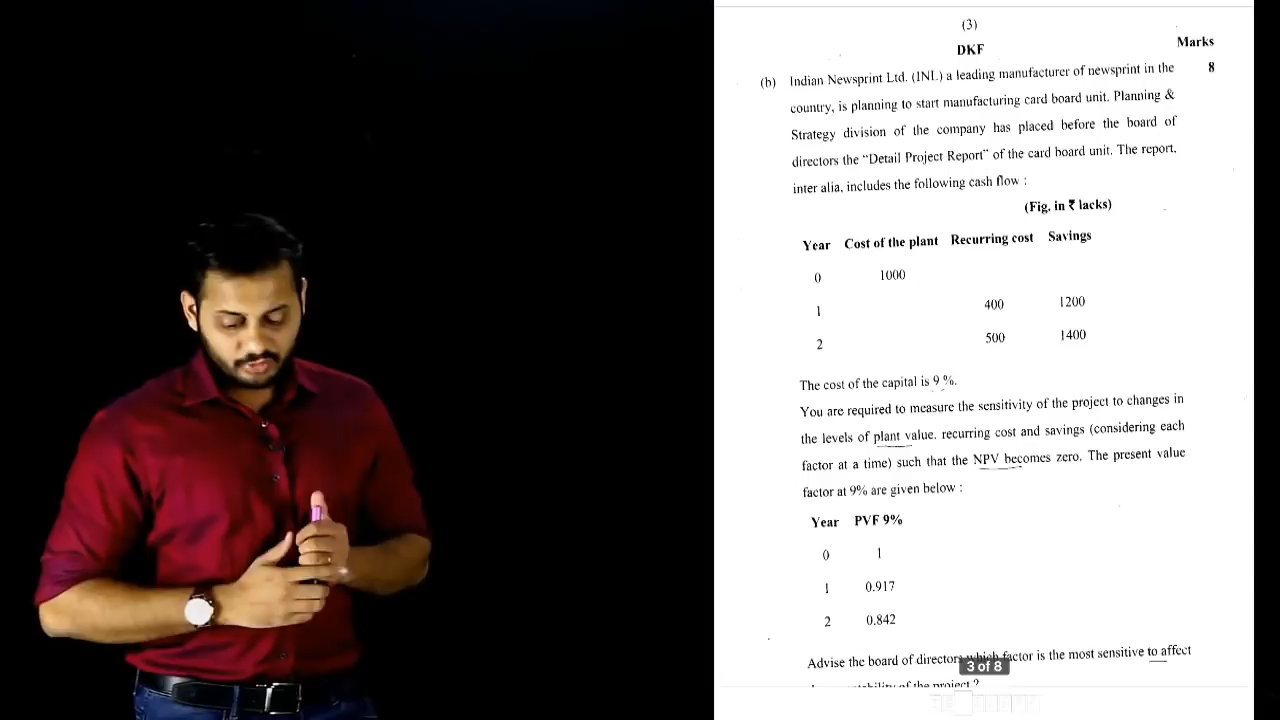 (3)
DKF
Marks
(b) Indian Newsprint Ltd. (INL) a leading manufacturer of newsprint in the 8
country, is planning to start manufacturing card board unit. Planning &
Strategy division of the company has placed before the board of
directors the "Detail Project Report" of the card board unit. The report,
inter alia, includes the following cash flow :
(Fig. in ₹ lacks)
Year Cost of the plant Recurring cost Savings
0 1000
1 400 1200
2 500 1400
The cost of the capital is 9 %.
You are required to measure the sensitivity of the project to changes in
the levels of plant value. recurring cost and savings (considering each
factor at a time) such that the NPV becomes zero. The present value
factor at 9% are given below :
Year PVF 9%
0 1
1 0.917
2 0.842
Advise the board of directors which factor is the most sensitive to affect
3 of 8
of the project ?